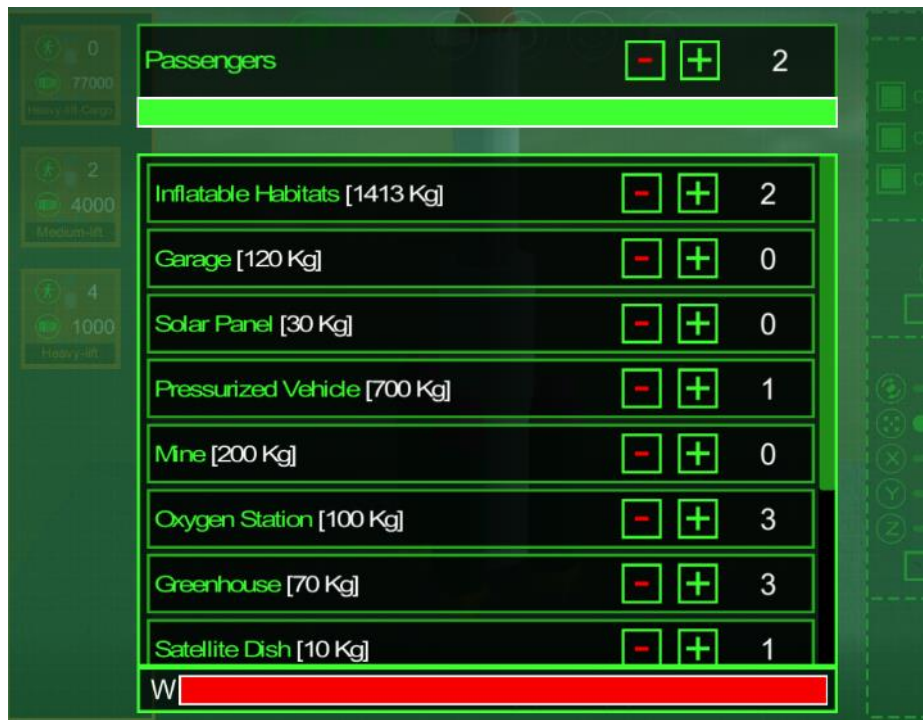 Passengers - + 2
0
77000
Heavy-lift-Cargo
2
4000
Medium-lift
4
1000
Heavy-lift
Inflatable Habitats [1413 Kg] - + 2
Garage [120 Kg] - + 0
Solar Panel [30 Kg] - + 0
Pressurized Vehicle [700 Kg] - + 1
Mine [200 Kg] - + 0
Oxygen Station [100 Kg] - + 3
Greenhouse [70 Kg] - + 3
Satellite Dish [10 Kg] - + 1
W
X
Y
Z